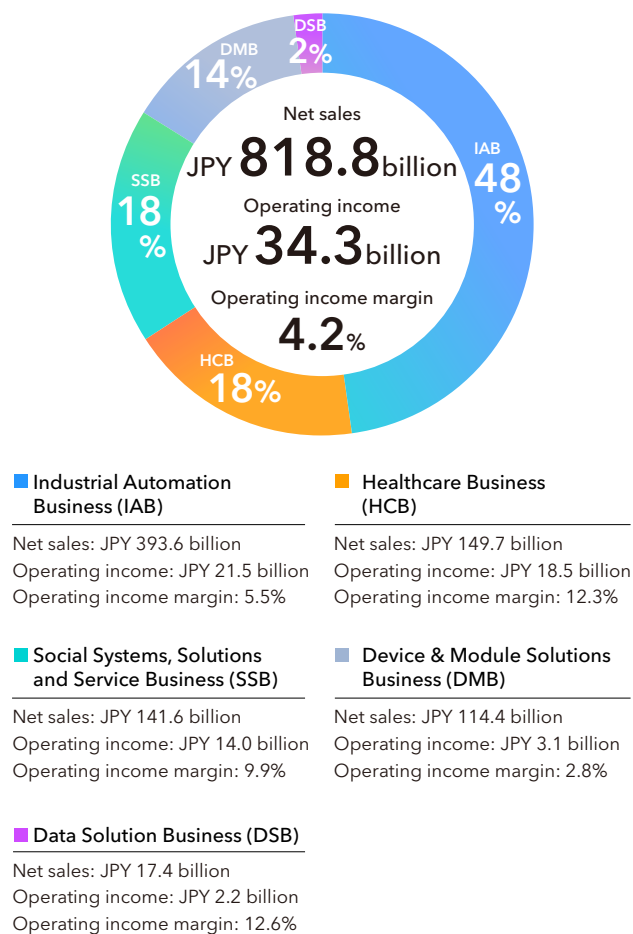 DSB
2%
DMB
14%
Net sales
JPY 818.8 billion
IAB
48
%
SSB
18
%
Operating income
JPY 34.3 billion
Operating income margin
4.2%
HCB
18%
Industrial Automation
Business (IAB)
Net sales: JPY 393.6 billion
Operating income: JPY 21.5 billion
Operating income margin: 5.5%
Healthcare Business
(HCB)
Net sales: JPY 149.7 billion
Operating income: JPY 18.5 billion
Operating income margin: 12.3%
Social Systems, Solutions
and Service Business (SSB)
Net sales: JPY 141.6 billion
Operating income: JPY 14.0 billion
Operating income margin: 9.9%
Device & Module Solutions
Business (DMB)
Net sales: JPY 114.4 billion
Operating income: JPY 3.1 billion
Operating income margin: 2.8%
Data Solution Business (DSB)
Net sales: JPY 17.4 billion
Operating income: JPY 2.2 billion
Operating income margin: 12.6%